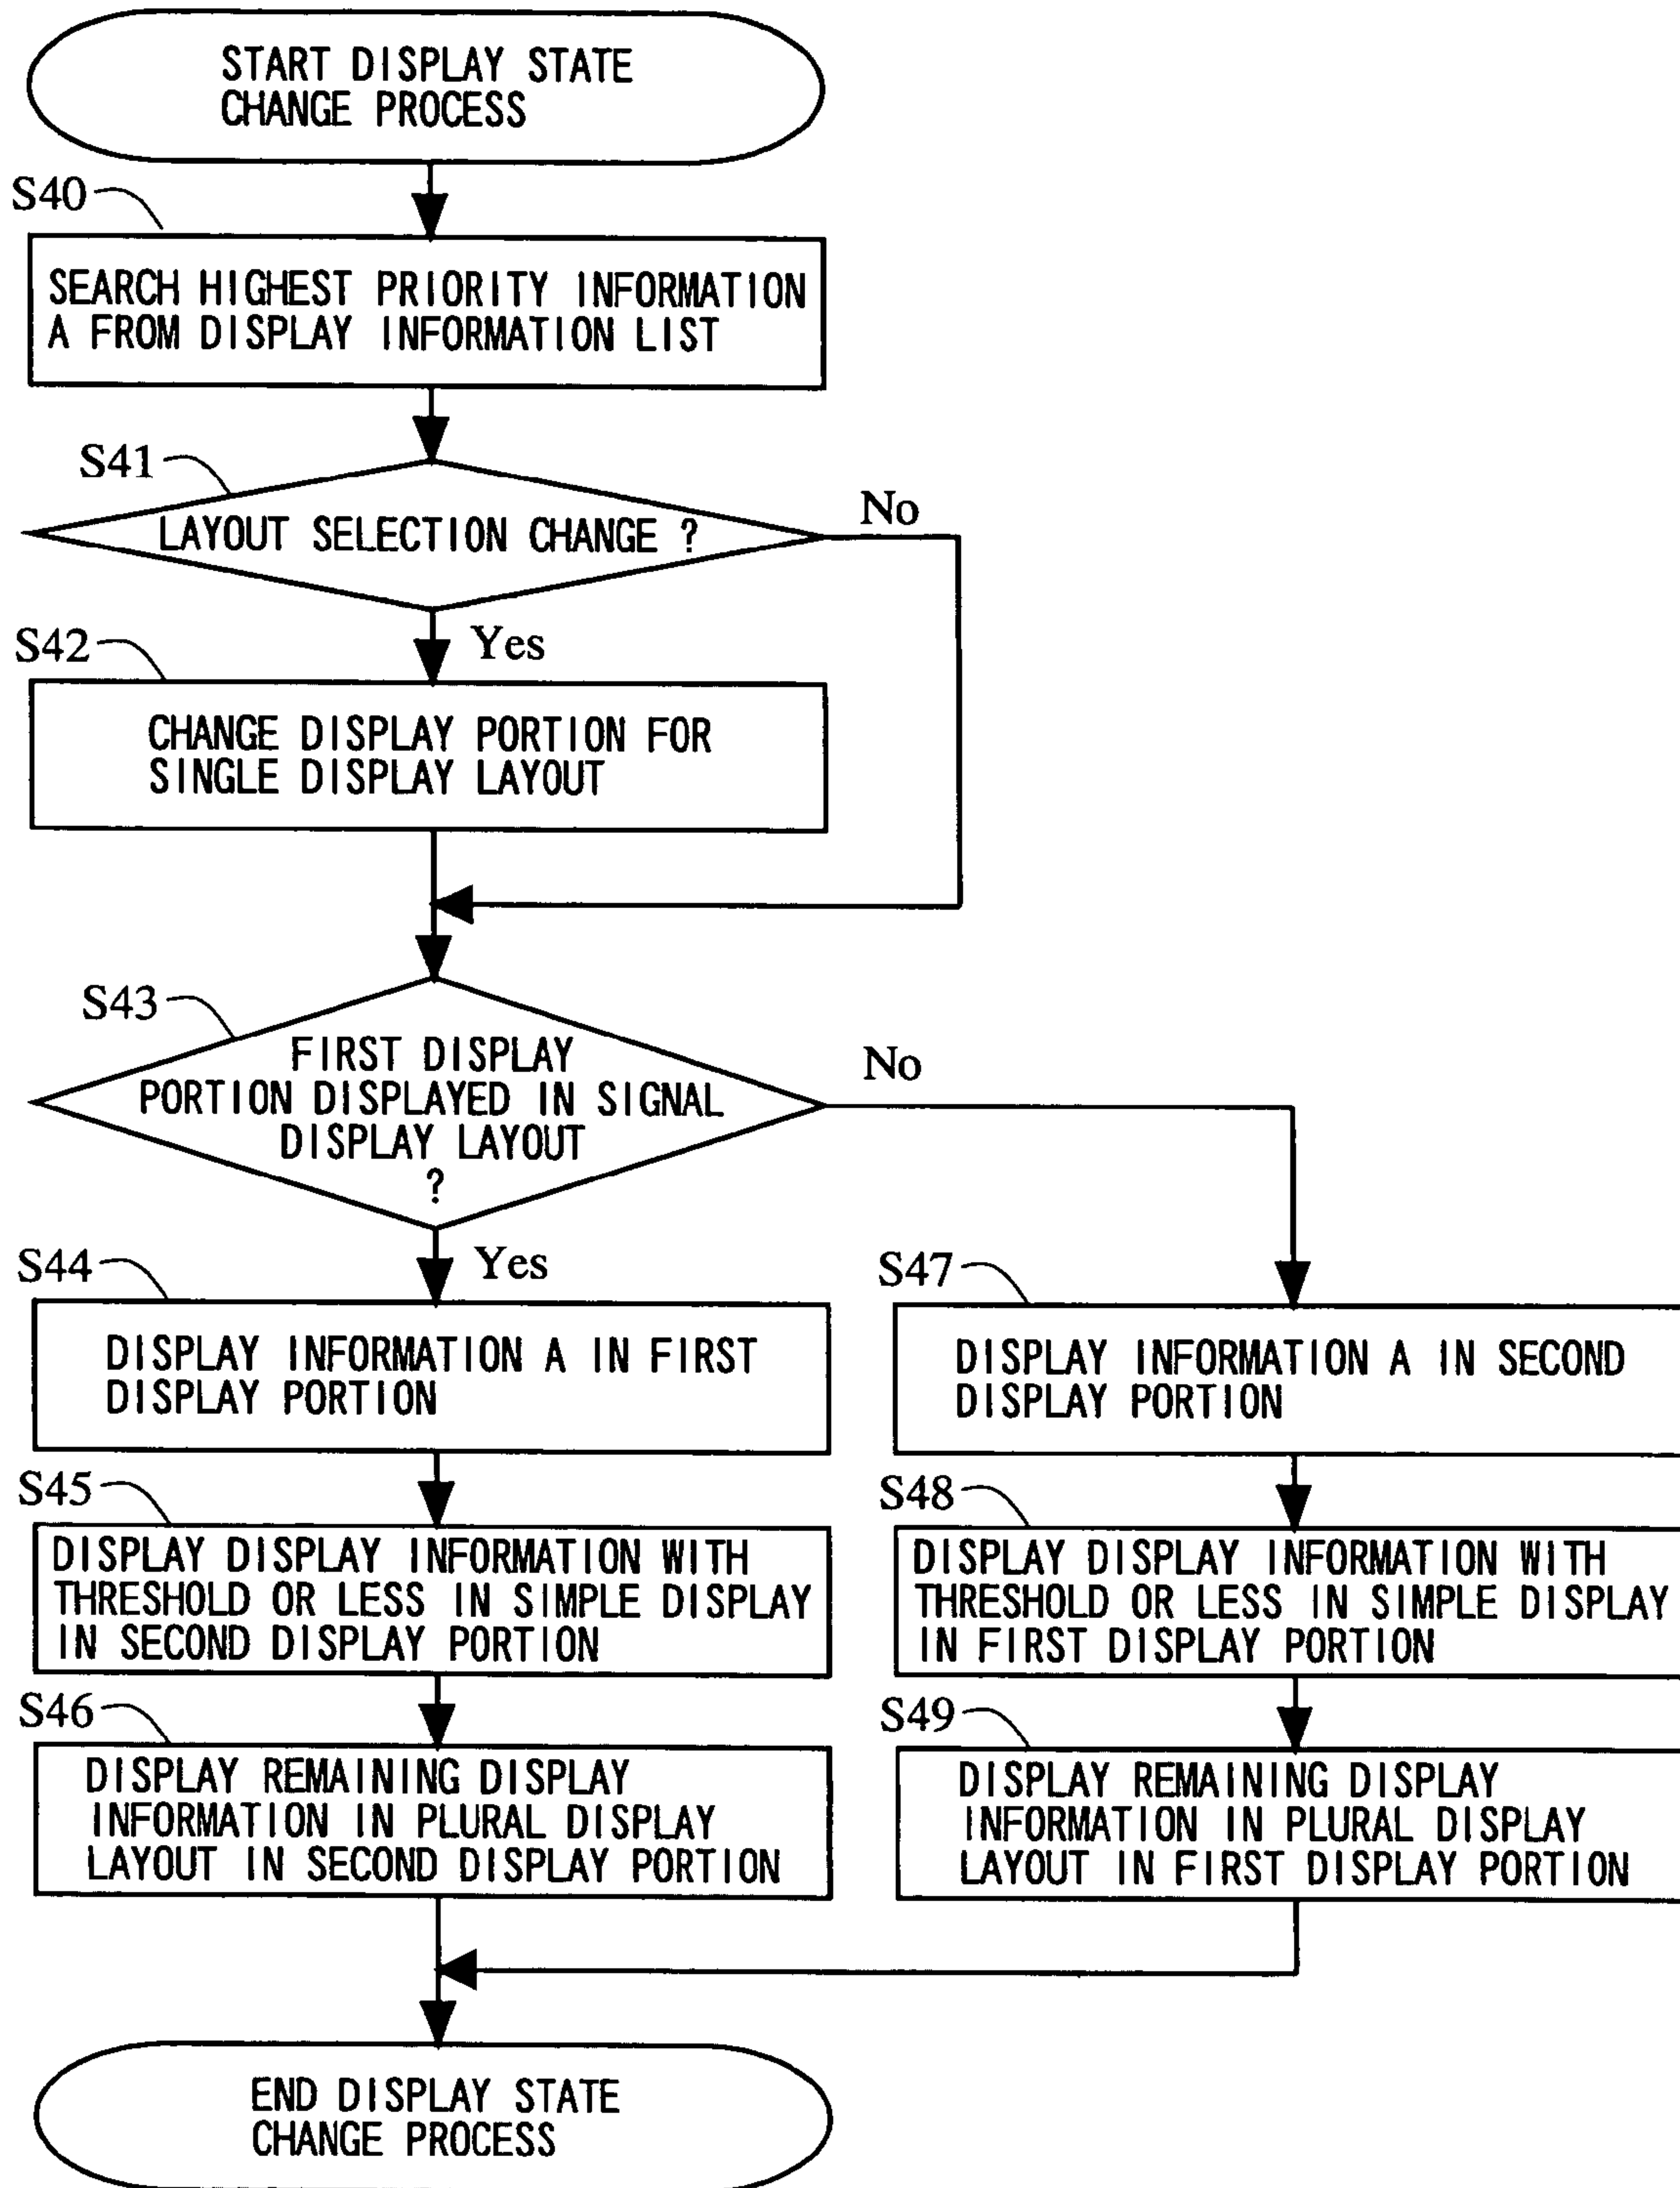 START DISPLAY STATE
CHANGE PROCESS
S40
SEARCH HIGHEST PRIORITY INFORMATION
A FROM DISPLAY INFORMATION LIST
S41
LAYOUT SELECTION CHANGE ?
No
S42
Yes
CHANGE DISPLAY PORTION FOR
SINGLE DISPLAY LAYOUT
S43
FIRST DISPLAY
PORTION DISPLAYED IN SIGNAL
DISPLAY LAYOUT
?
No
Yes
S44
DISPLAY INFORMATION A IN FIRST
DISPLAY PORTION
S45
DISPLAY DISPLAY INFORMATION WITH
THRESHOLD OR LESS IN SIMPLE DISPLAY
IN SECOND DISPLAY PORTION
S46
DISPLAY REMAINING DISPLAY
INFORMATION IN PLURAL DISPLAY
LAYOUT IN SECOND DISPLAY PORTION
S47
DISPLAY INFORMATION A IN SECOND
DISPLAY PORTION
S48
DISPLAY DISPLAY INFORMATION WITH
THRESHOLD OR LESS IN SIMPLE DISPLAY
IN FIRST DISPLAY PORTION
S49
DISPLAY REMAINING DISPLAY
INFORMATION IN PLURAL DISPLAY
LAYOUT IN FIRST DISPLAY PORTION
END DISPLAY STATE
CHANGE PROCESS